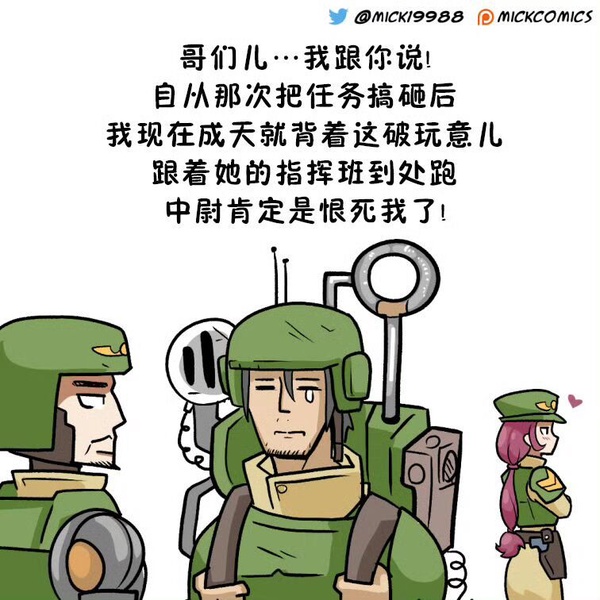 @MICK19988 MICKCOMICS
哥们儿…我跟你说!
自从那次把任务搞砸后
我现在成天就背着这破玩意儿
跟着她的指挥班到处跑
中尉肯定是恨死我了!